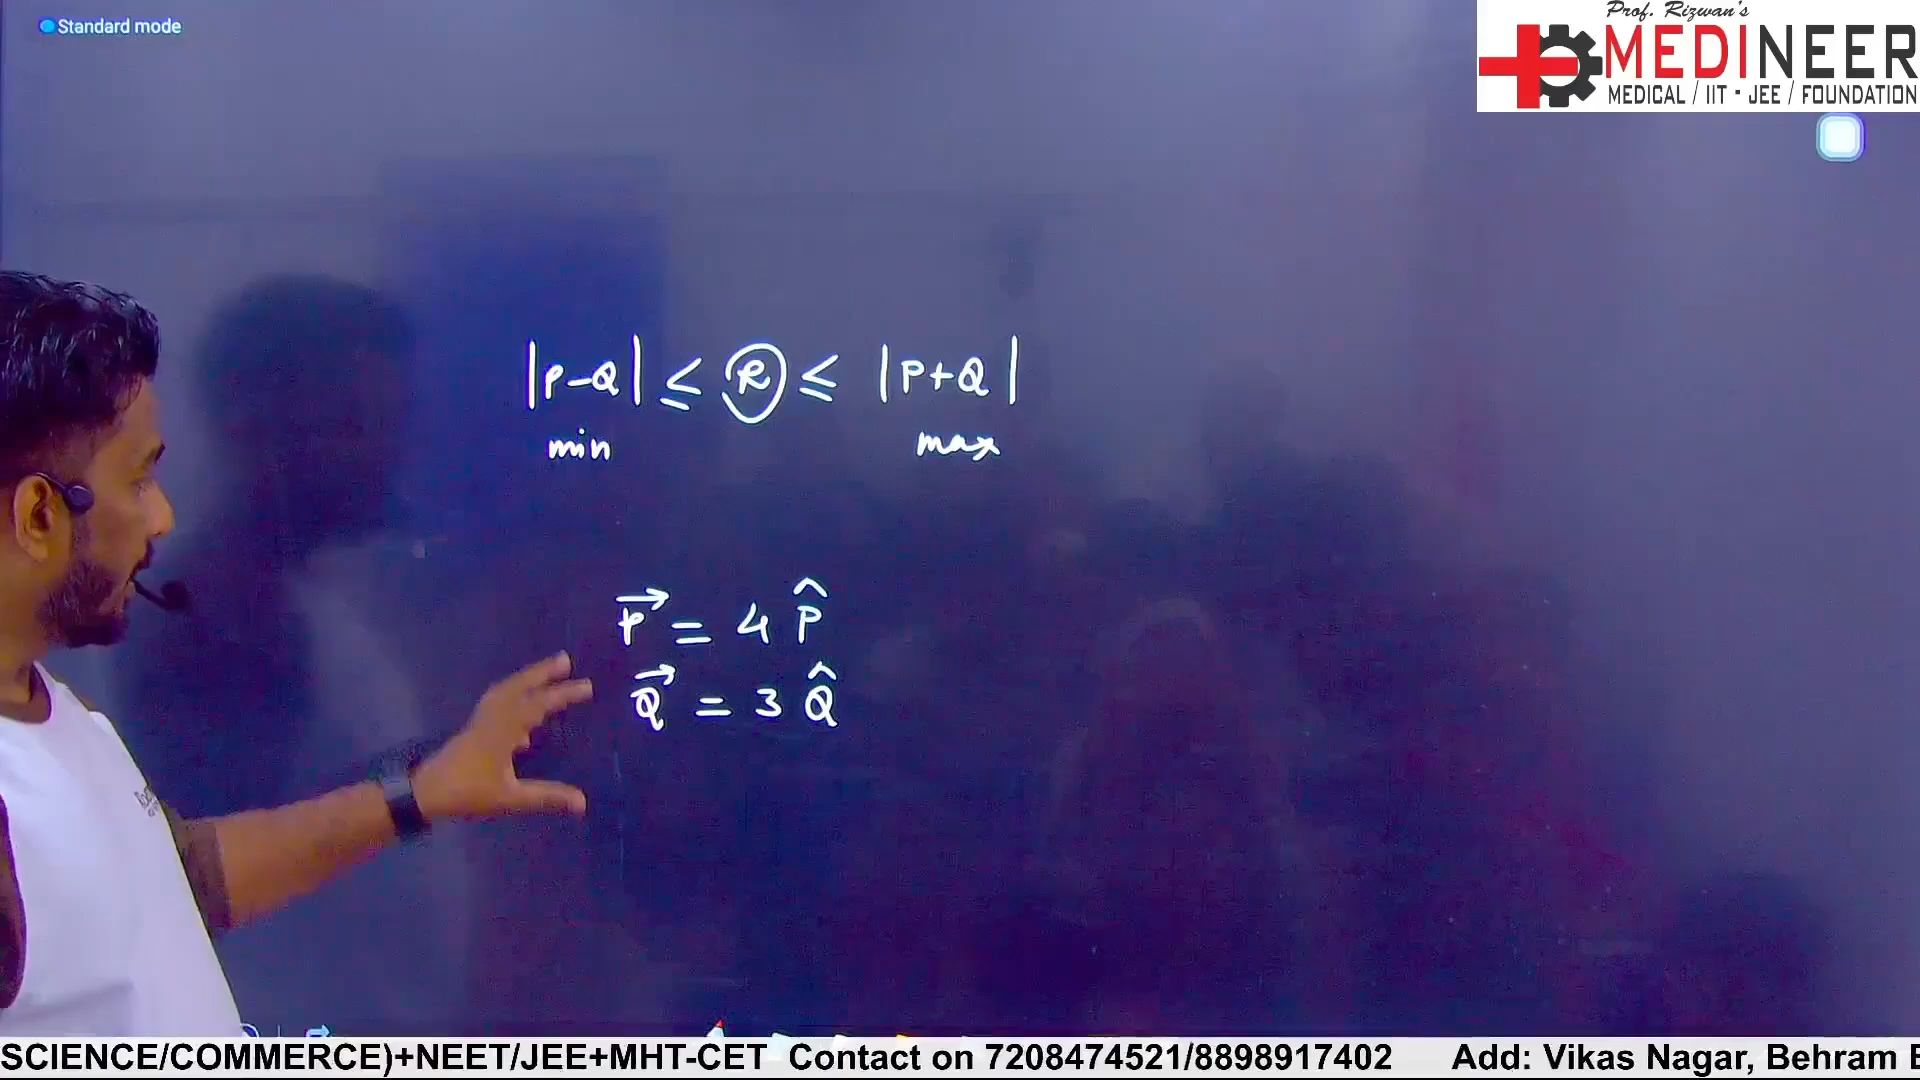 Standard mode
Prof. Rizwan's
MEDINEER
MEDICAL / IIT - JEE / FOUNDATION
|P-Q| ≤ R ≤ |P+Q|
min max
P⃗ = 4 P̂
Q⃗ = 3 Q̂
SCIENCE/COMMERCE)+NEET/JEE+MHT-CET Contact on 7208474521/8898917402 Add: Vikas Nagar, Behram